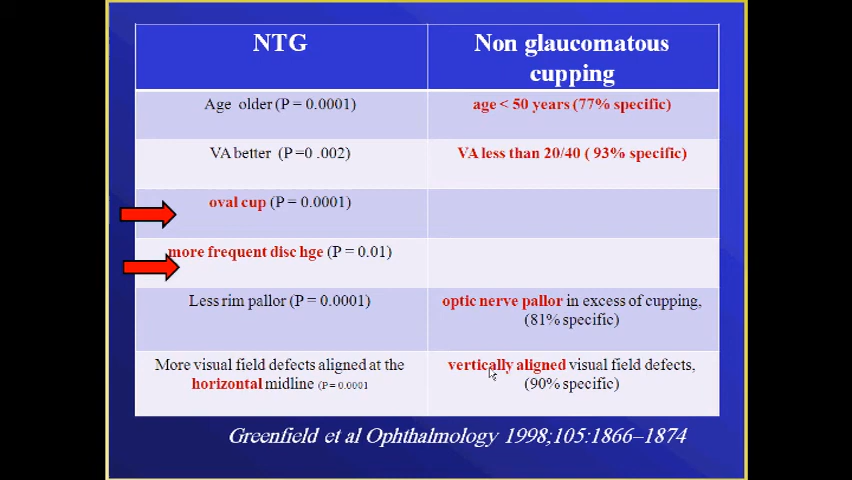 NTG
Non glaucomatous
cupping
Age older (P = 0.0001)
age < 50 years (77% specific)
VA better (P =0 .002)
VA less than 20/40 ( 93% specific)
oval cup (P = 0.0001)
more frequent disc hge (P = 0.01)
Less rim pallor (P = 0.0001)
optic nerve pallor in excess of cupping,
(81% specific)
More visual field defects aligned at the
horizontal midline (P = 0.0001
vertically aligned visual field defects,
(90% specific)
Greenfield et al Ophthalmology 1998;105:1866–1874